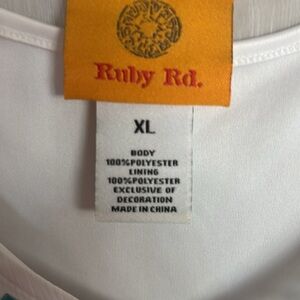 Ruby Rd.
XL
BODY
100%POLYESTER
LINING
100%POLYESTER
EXCLUSIVE OF
DECORATION
MADE IN CHINA